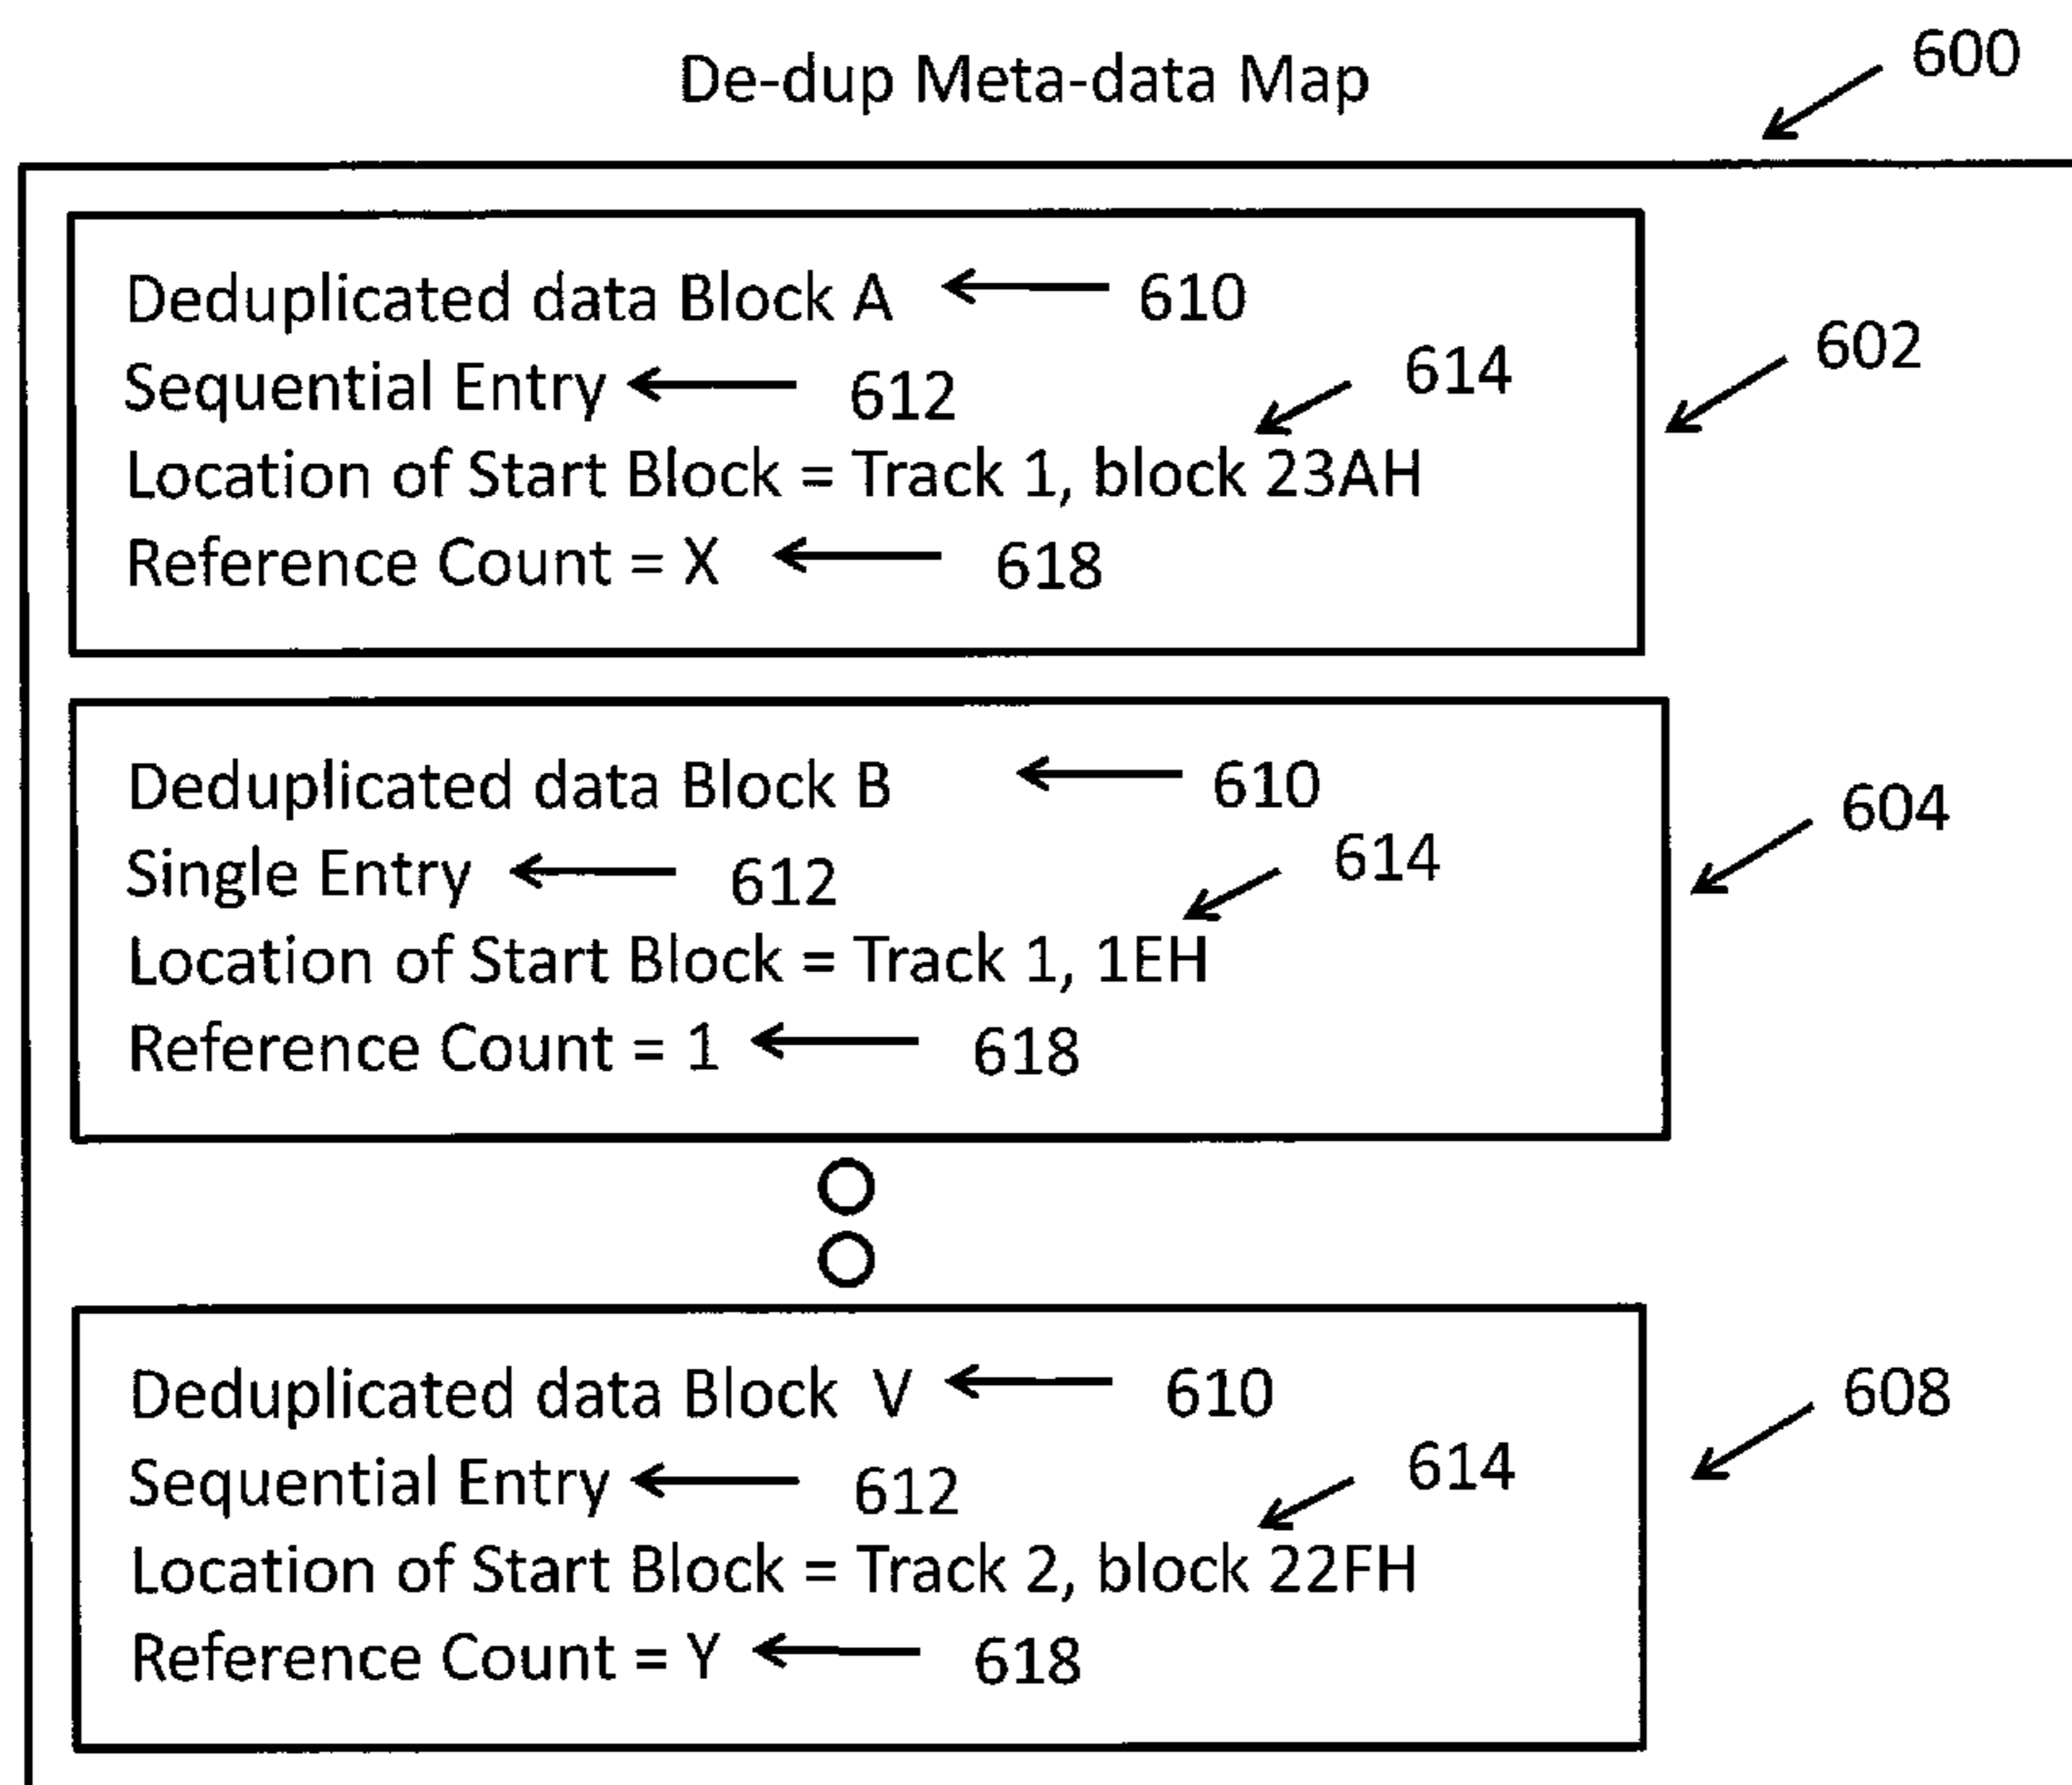 De-dup Meta-data Map
600
Deduplicated data Block A 610
602
Sequential Entry 612
614
Location of Start Block = Track 1, block 23AH
Reference Count = X 618
Deduplicated data Block B 610
604
Single Entry 612
614
Location of Start Block = Track 1, 1EH
Reference Count = 1 618
Deduplicated data Block V 610
608
Sequential Entry 612
614
Location of Start Block = Track 2, block 22FH
Reference Count = Y 618